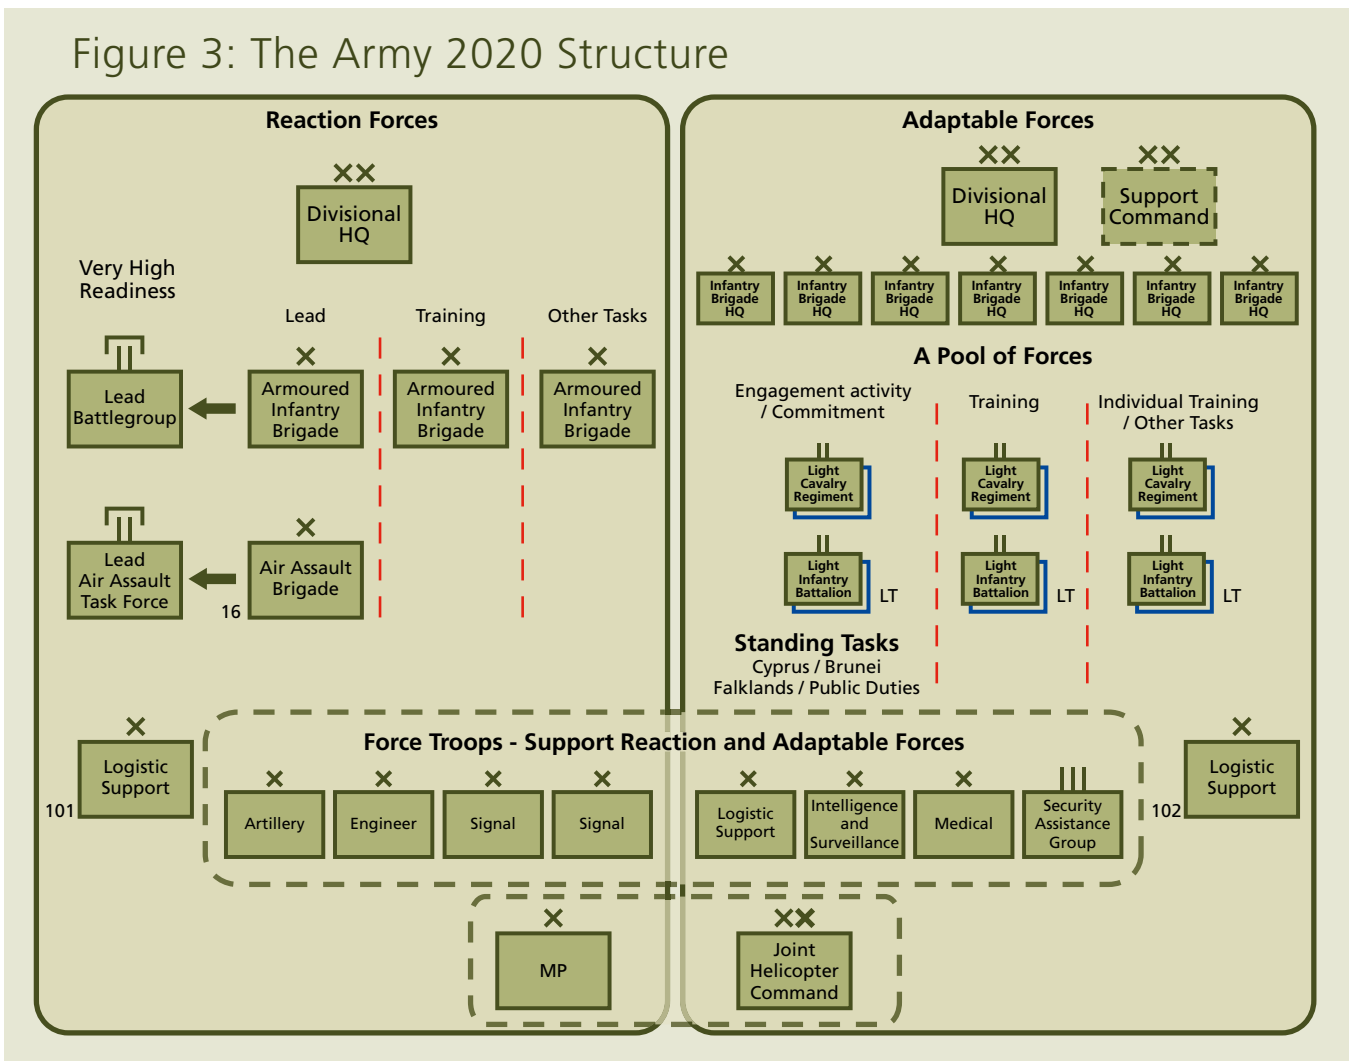 Figure 3: The Army 2020 Structure
Reaction Forces
Divisional
HQ
Very High
Readiness
Lead
Training
Other Tasks
Lead
Battlegroup
Armoured
Infantry
Brigade
Armoured
Infantry
Brigade
Armoured
Infantry
Brigade
Lead
Air Assault
Task Force
16
Air Assault
Brigade
Logistic
Support
101
Adaptable Forces
Divisional
HQ
Support
Command
Infantry
Brigade
HQ
Infantry
Brigade
HQ
Infantry
Brigade
HQ
Infantry
Brigade
HQ
Infantry
Brigade
HQ
Infantry
Brigade
HQ
Infantry
Brigade
HQ
A Pool of Forces
Engagement activity
/ Commitment
Training
Individual Training
/ Other Tasks
Light
Cavalry
Regiment
Light
Cavalry
Regiment
Light
Cavalry
Regiment
Light
Infantry
Battalion
LT
Light
Infantry
Battalion
LT
Light
Infantry
Battalion
LT
Standing Tasks
Cyprus / Brunei
Falklands / Public Duties
Force Troops - Support Reaction and Adaptable Forces
Artillery
Engineer
Signal
Signal
Logistic
Support
Intelligence
and
Surveillance
Medical
Security
Assistance
Group
102
Logistic
Support
MP
Joint
Helicopter
Command